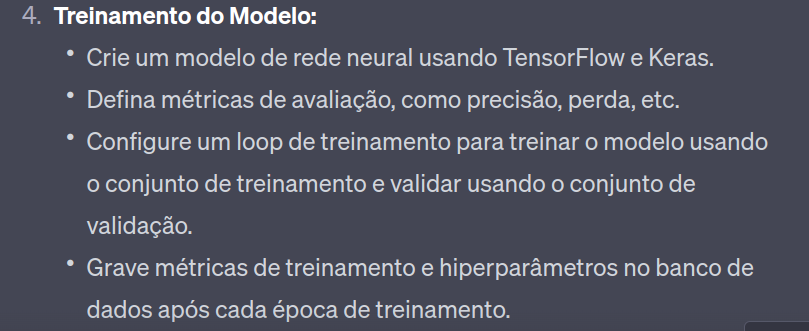 4. Treinamento do Modelo:
• Crie um modelo de rede neural usando TensorFlow e Keras.
• Defina métricas de avaliação, como precisão, perda, etc.
• Configure um loop de treinamento para treinar o modelo usando
o conjunto de treinamento e validar usando o conjunto de
validação.
• Grave métricas de treinamento e hiperparâmetros no banco de
dados após cada época de treinamento.